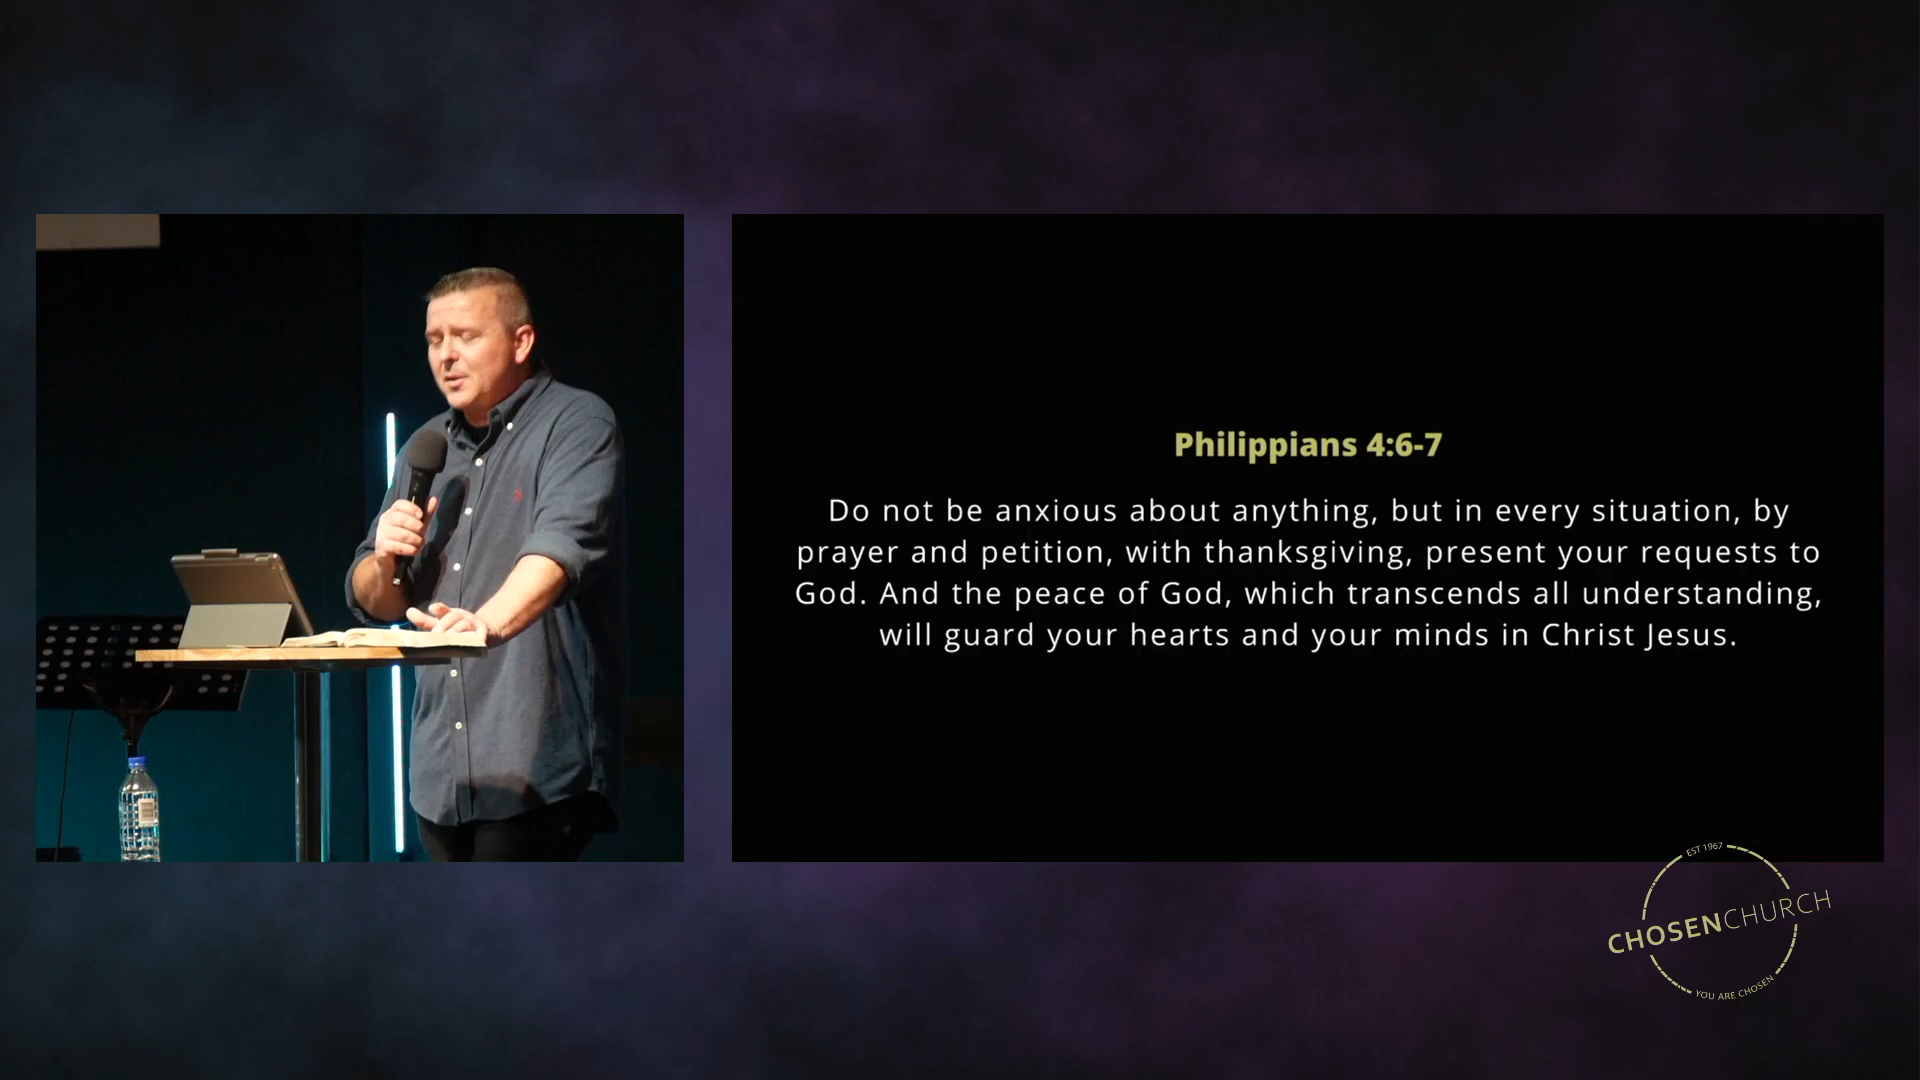 Philippians 4:6-7
Do not be anxious about anything, but in every situation, by
prayer and petition, with thanksgiving, present your requests to
God. And the peace of God, which transcends all understanding,
will guard your hearts and your minds in Christ Jesus.
EST 1967
CHOSENCHURCH
YOU ARE CHOSEN